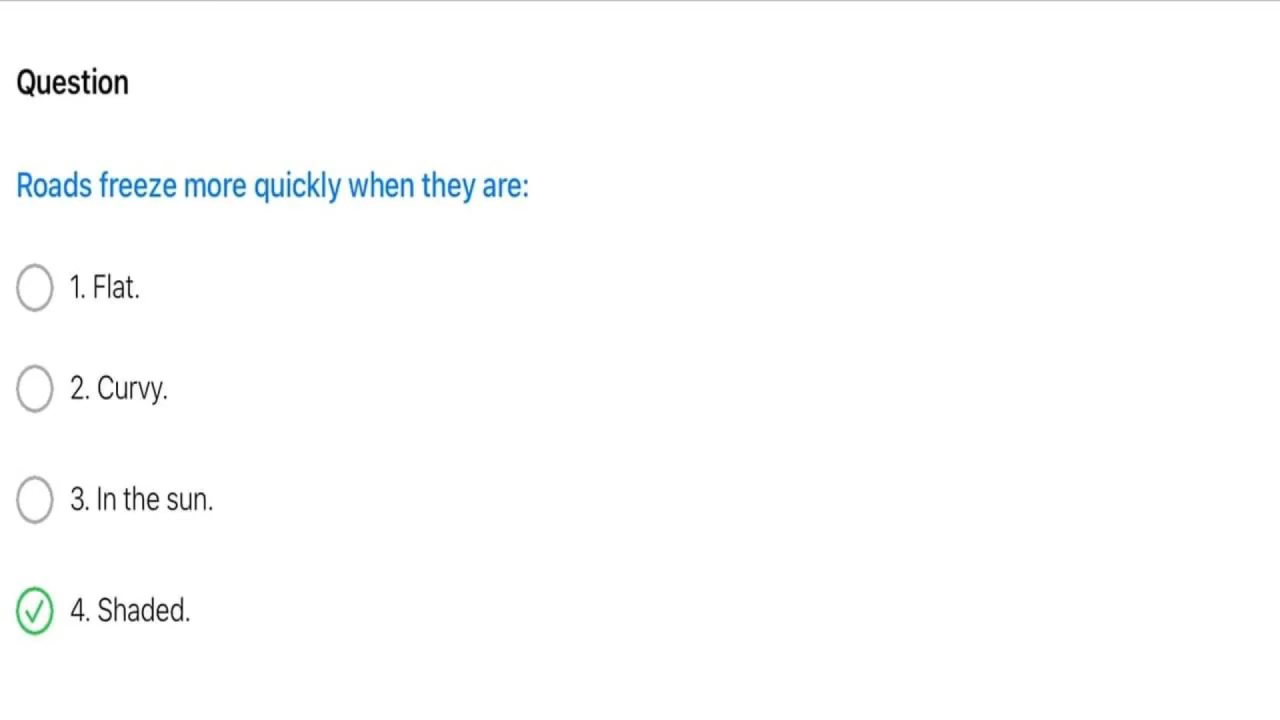 Question
Roads freeze more quickly when they are:
1. Flat.
2. Curvy.
3. In the sun.
4. Shaded.